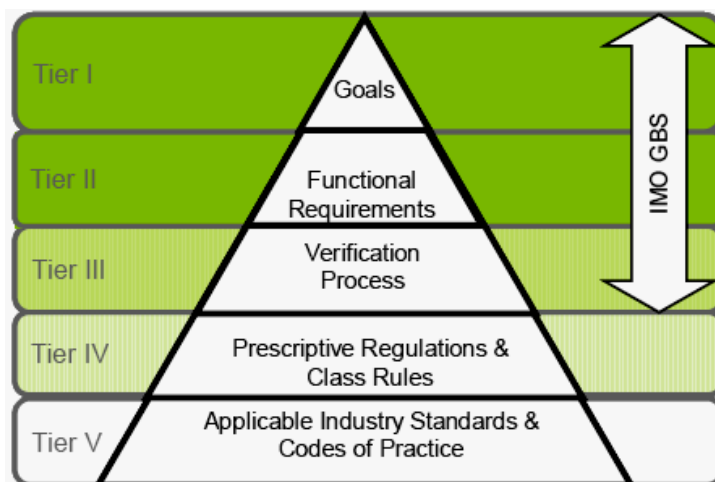 Tier I
Goals
Tier II
Functional
Requirements
Tier III
Verification
Process
Tier IV
Prescriptive Regulations &
Class Rules
Tier V
Applicable Industry Standards &
Codes of Practice
IMO GBS